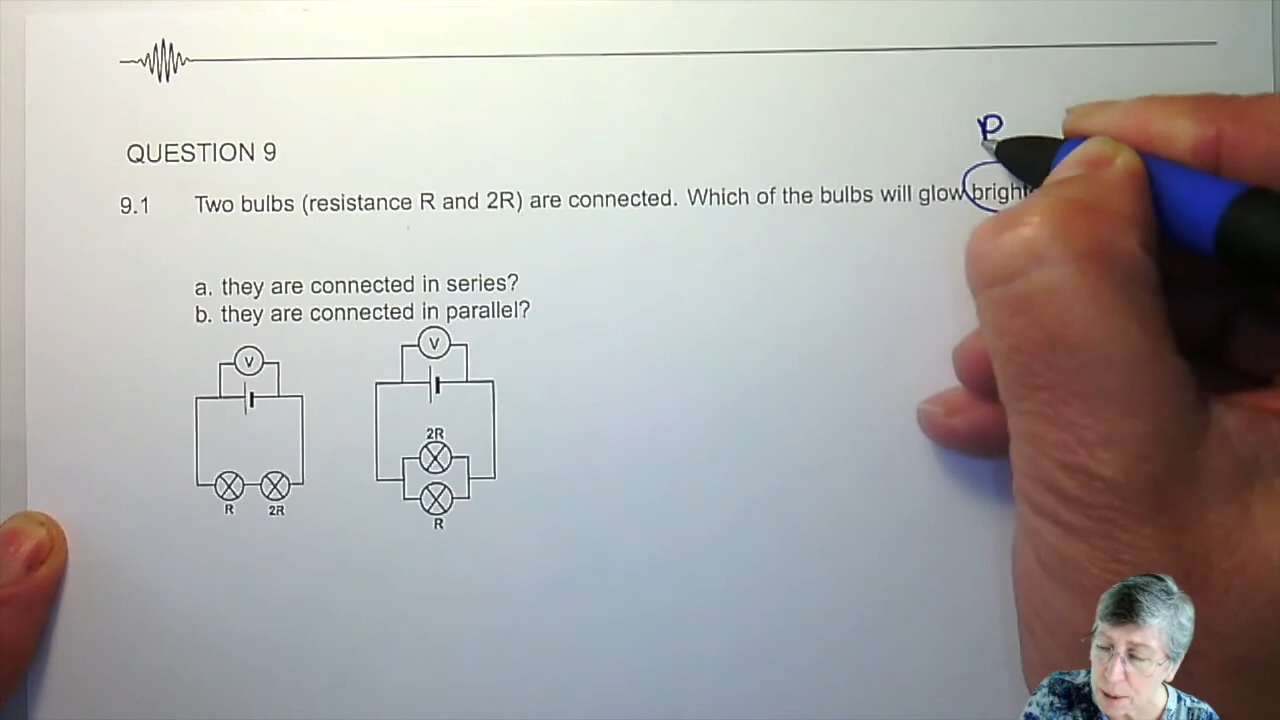 P
QUESTION 9
9.1 Two bulbs (resistance R and 2R) are connected. Which of the bulbs will glow
a. they are connected in series?
b. they are connected in parallel?
V
V
2R
R 2R
R